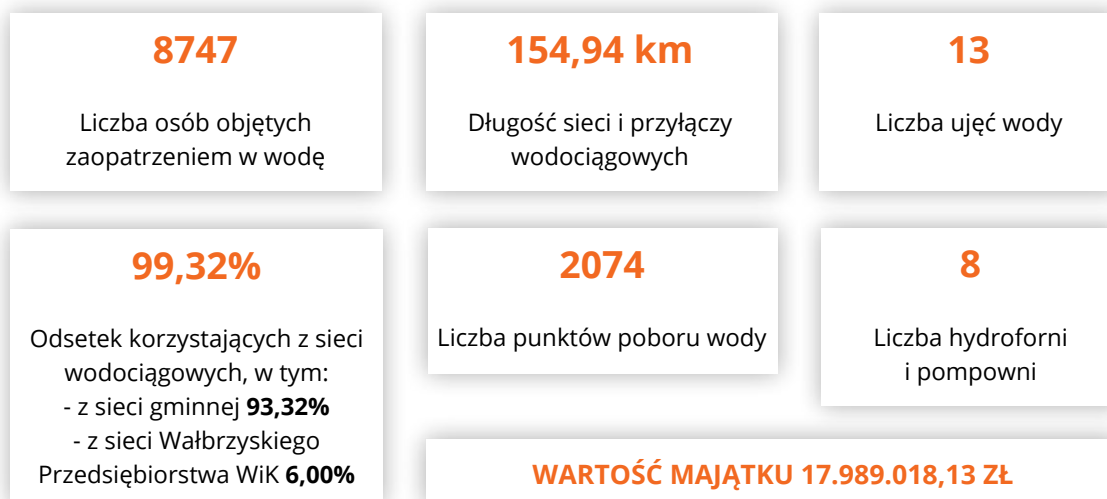 8747
Liczba osób objętych
zaopatrzeniem w wodę
154,94 km
Długość sieci i przyłączy
wodociągowych
13
Liczba ujęć wody
99,32%
Odsetek korzystających z sieci
wodociągowych, w tym:
- z sieci gminnej 93,32%
- z sieci Wałbrzyskiego
Przedsiębiorstwa WiK 6,00%
2074
Liczba punktów poboru wody
8
Liczba hydroforni
i pompowni
WARTOŚĆ MAJĄTKU 17.989.018,13 ZŁ